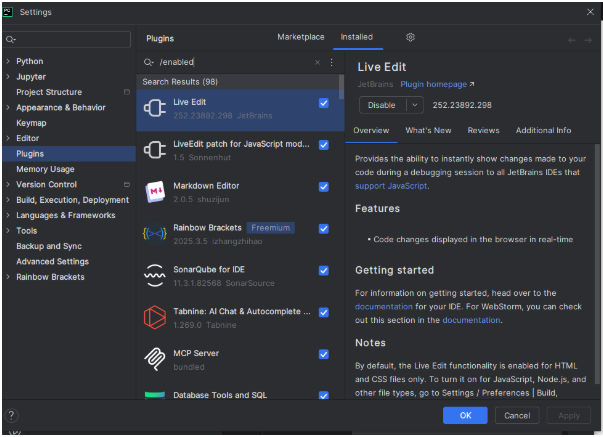 PC
Settings
Plugins
Marketplace
Installed
/enabled
Search Results (98)
Python
Jupyter
Project Structure
Appearance & Behavior
Keymap
Editor
Plugins
Memory Usage
Version Control
Build, Execution, Deployment
Languages & Frameworks
Tools
Backup and Sync
Advanced Settings
Rainbow Brackets
Live Edit
252.23892.298 JetBrains
LiveEdit patch for JavaScript mod...
1.5 Sonnenhut
Markdown Editor
2.0.5 shuzijun
Rainbow Brackets Freemium
2025.3.5 izhangzhihao
SonarQube for IDE
11.3.1.82568 SonarSource
Tabnine: AI Chat & Autocomplete ...
1.269.0 Tabnine
MCP Server
bundled
Database Tools and SQL
Live Edit
JetBrains Plugin homepage ↗
Disable 252.23892.298
Overview What's New Reviews Additional Info
Provides the ability to instantly show changes made to your
code during a debugging session to all JetBrains IDEs that
support JavaScript.
Features
• Code changes displayed in the browser in real-time
Getting started
For information on getting started, head over to the
documentation for your IDE. For WebStorm, you can check
out this section in the documentation.
Notes
By default, the Live Edit functionality is enabled for HTML
and CSS files only. To turn it on for JavaScript, Node.js, and
other file types, go to Settings / Preferences | Build,
?
OK Cancel Apply